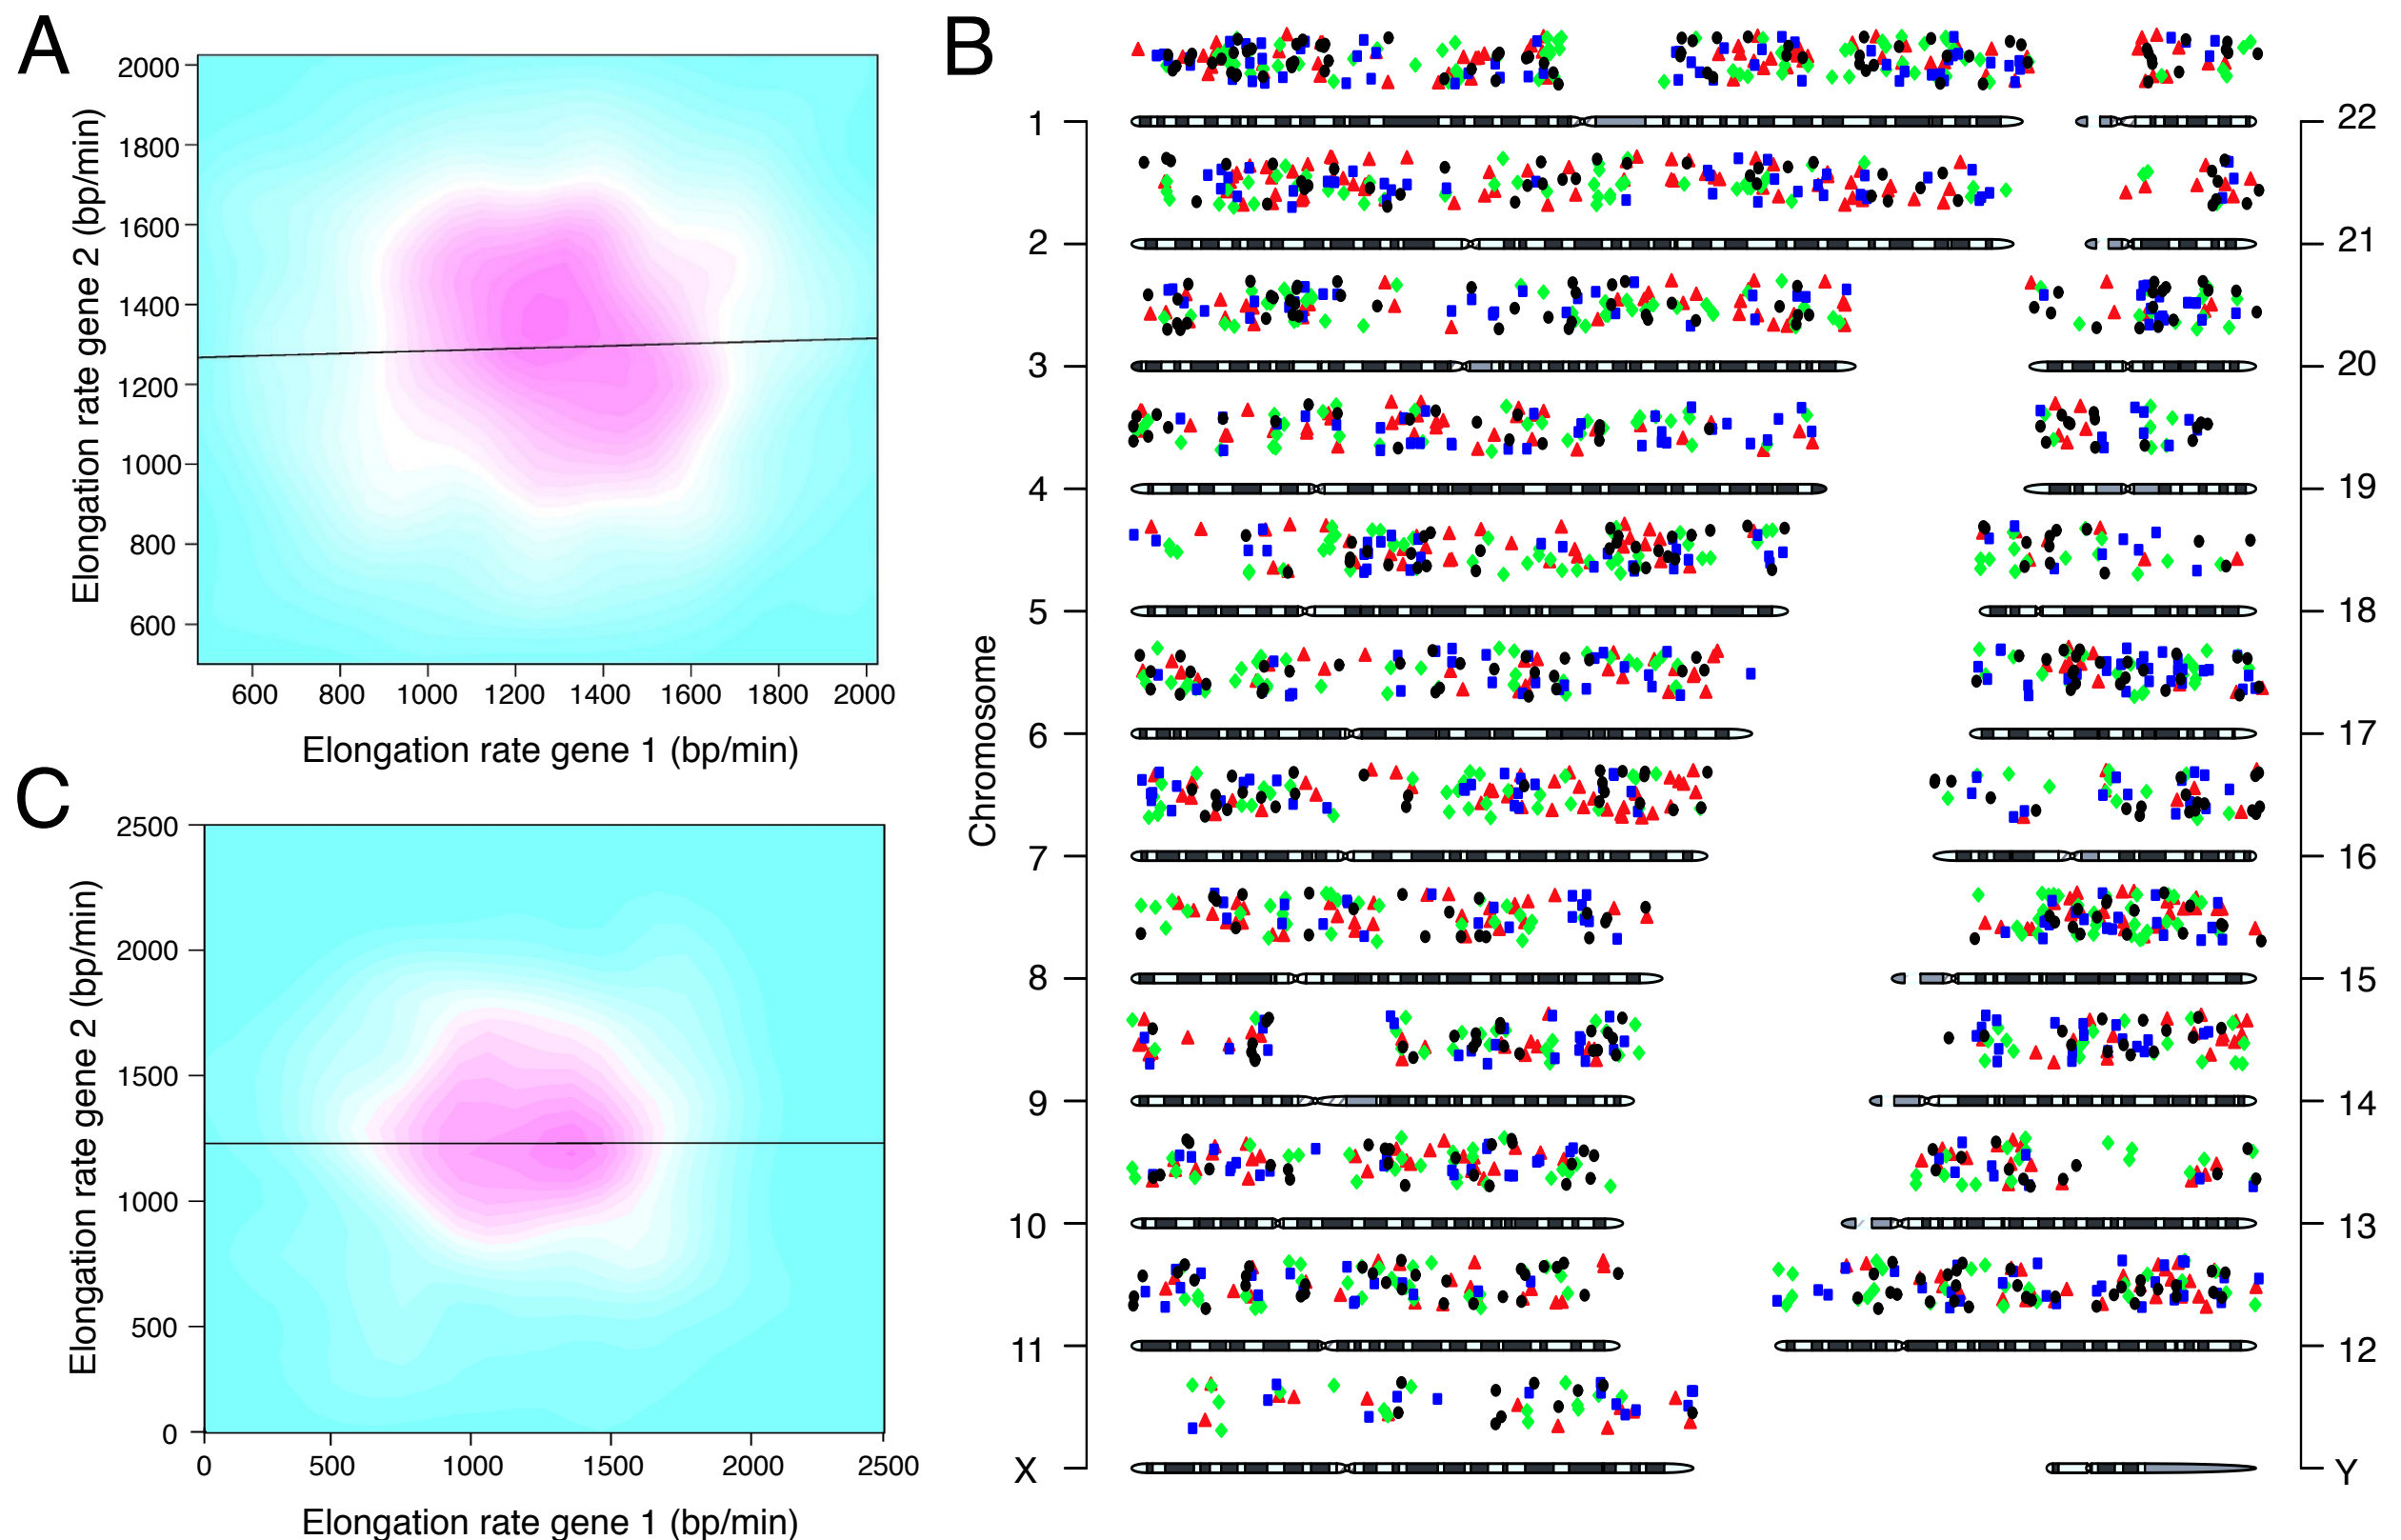 A
2000
1800
1600
1400
1200
1000
800
600
Elongation rate gene 2 (bp/min)
600 800 1000 1200 1400 1600 1800 2000
Elongation rate gene 1 (bp/min)
C
2500
2000
1500
1000
500
0
Elongation rate gene 2 (bp/min)
0 500 1000 1500 2000 2500
Elongation rate gene 1 (bp/min)
B
Chromosome
1 22
2 21
3 20
4 19
5 18
6 17
7 16
8 15
9 14
10 13
11 12
X Y